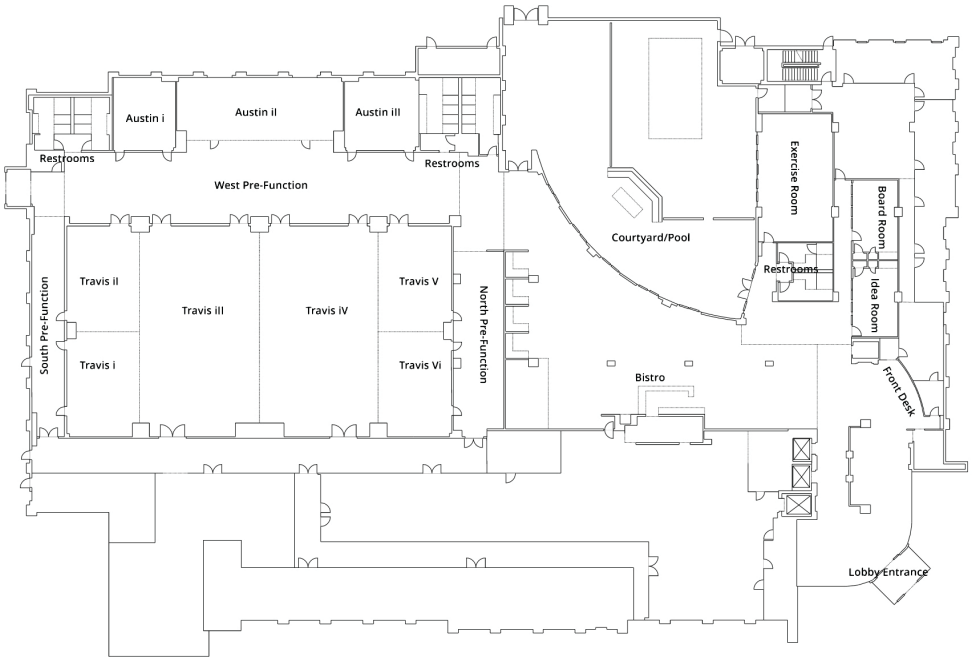 Austin i
Austin iI
Austin iII
Restrooms
Restrooms
West Pre-Function
Exercise Room
Board Room
Courtyard/Pool
Restrooms
Idea Room
South Pre-Function
Travis iI
Travis iII
Travis iV
Travis V
North Pre-Function
Travis i
Travis Vi
Bistro
Front Desk
Lobby Entrance